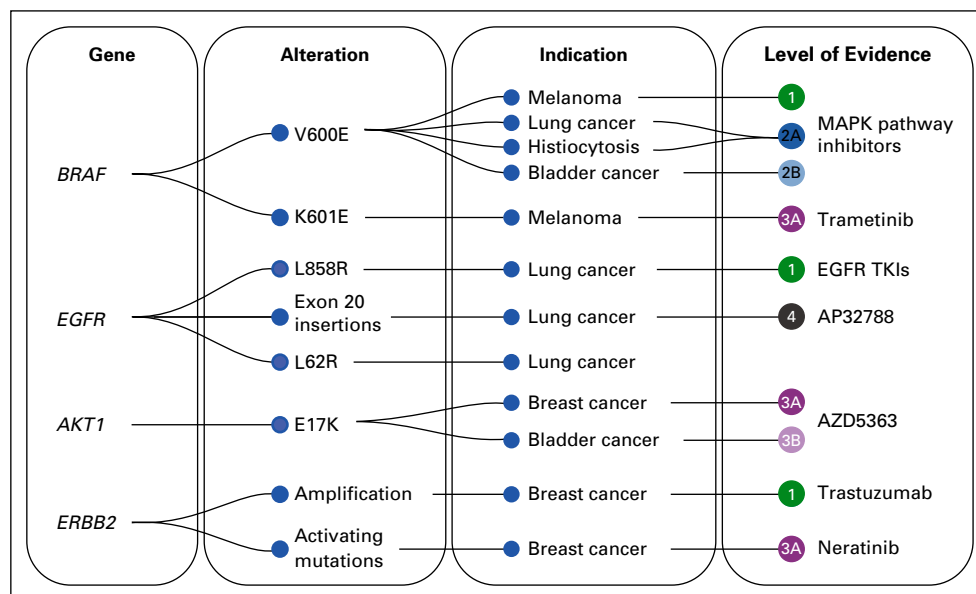 Gene
Alteration
Indication
Level of Evidence
BRAF
V600E
Melanoma
1
Lung cancer
Histiocytosis
2A
MAPK pathway
inhibitors
Bladder cancer
2B
K601E
Melanoma
3A
Trametinib
EGFR
L858R
Lung cancer
1
EGFR TKIs
Exon 20
insertions
Lung cancer
4
AP32788
L62R
Lung cancer
AKT1
E17K
Breast cancer
3A
Bladder cancer
3B
AZD5363
ERBB2
Amplification
Breast cancer
1
Trastuzumab
Activating
mutations
Breast cancer
3A
Neratinib